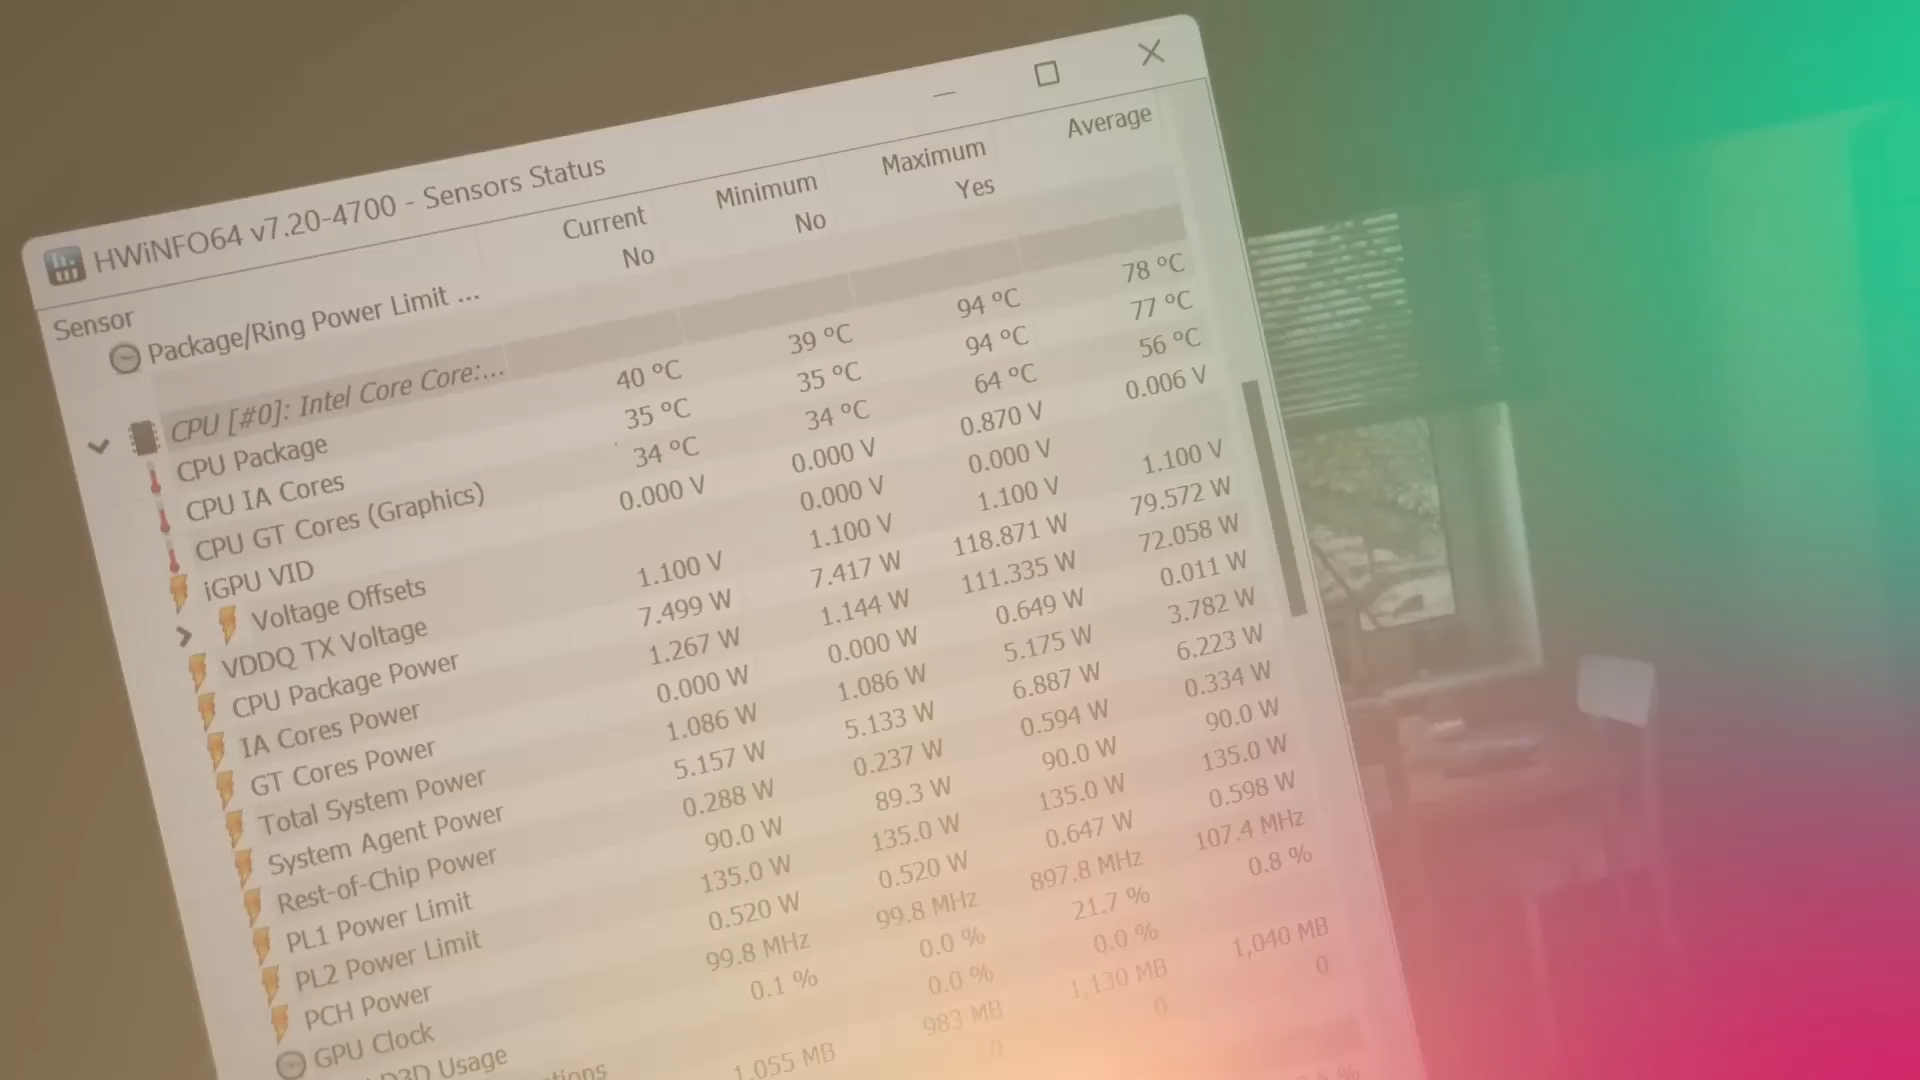 HWiNFO64 v7.20-4700 - Sensors Status
Sensor Current Minimum Maximum Average
Package/Ring Power Limit ... No No Yes
CPU [#0]: Intel Core Core:...
CPU Package 40 °C 39 °C 94 °C 78 °C
CPU IA Cores 35 °C 35 °C 94 °C 77 °C
CPU GT Cores (Graphics) 34 °C 34 °C 64 °C 56 °C
iGPU VID 0.000 V 0.000 V 0.870 V 0.006 V
Voltage Offsets 0.000 V 0.000 V
VDDQ TX Voltage 1.100 V 1.100 V 1.100 V 1.100 V
CPU Package Power 7.499 W 7.417 W 118.871 W 79.572 W
IA Cores Power 1.267 W 1.144 W 111.335 W 72.058 W
GT Cores Power 0.000 W 0.000 W 0.649 W 0.011 W
Total System Power 1.086 W 1.086 W 5.175 W 3.782 W
System Agent Power 5.157 W 5.133 W 6.887 W 6.223 W
Rest-of-Chip Power 0.288 W 0.237 W 0.594 W 0.334 W
PL1 Power Limit 90.0 W 89.3 W 90.0 W 90.0 W
PL2 Power Limit 135.0 W 135.0 W 135.0 W 135.0 W
PCH Power 0.520 W 0.520 W 0.647 W 0.598 W
GPU Clock 99.8 MHz 99.8 MHz 897.8 MHz 107.4 MHz
D3D Usage 0.1 % 0.0 % 21.7 % 0.8 %
0.0 % 0.0 %
1,055 MB 983 MB 1,130 MB 1,040 MB
0 0 0